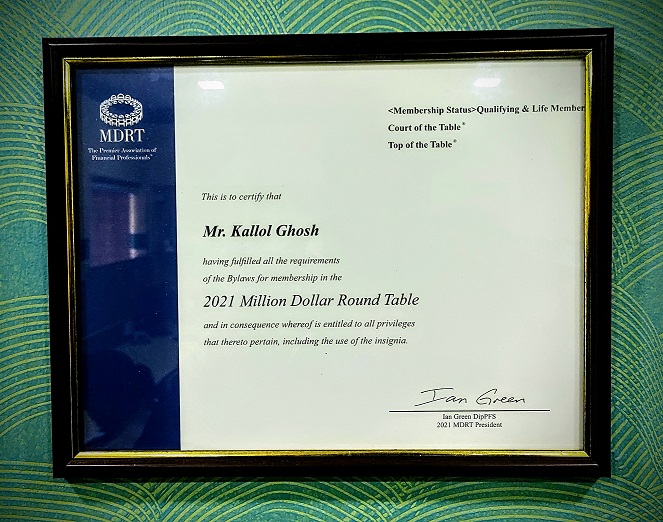 MDRT
The Premier Association of
Financial Professionals®
<Membership Status>Qualifying & Life Member
Court of the Table®
Top of the Table®
This is to certify that
Mr. Kallol Ghosh
having fulfilled all the requirements
of the Bylaws for membership in the
2021 Million Dollar Round Table
and in consequence whereof is entitled to all privileges
that thereto pertain, including the use of the insignia.
Ian Green
Ian Green DipPFS
2021 MDRT President